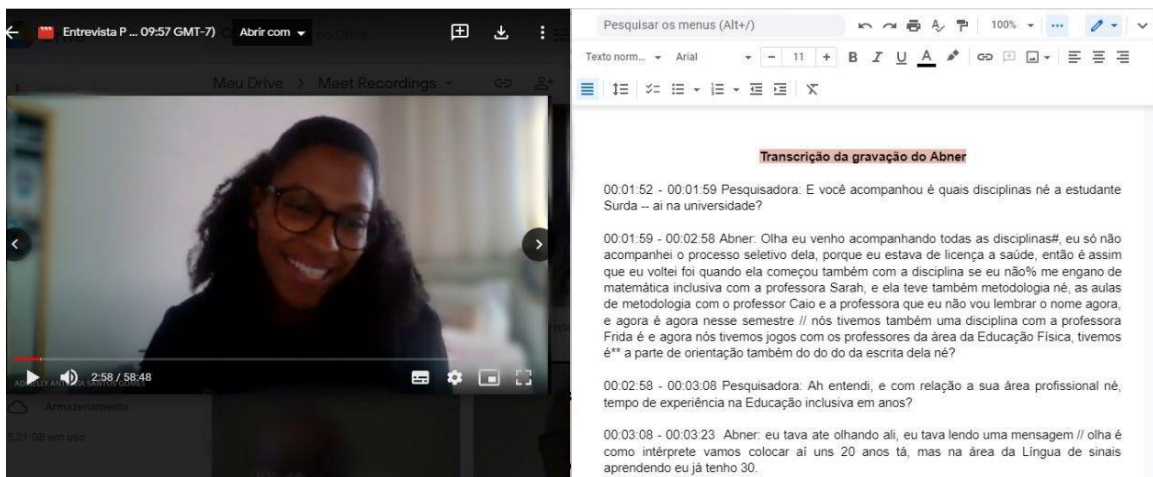 Entrevista P ... 09:57 GMT-7)
Abrir com
Meu Drive > Meet Recordings
2:58 / 58:48
Armazenamento
5,21 GB em uso
Pesquisar os menus (Alt+/)
100%
Texto norm...
Arial
11
B I U A
Transcrição da gravação do Abner
00:01:52 - 00:01:59 Pesquisadora: E você acompanhou é quais disciplinas né a estudante
Surda -- ai na universidade?
00:01:59 - 00:02:58 Abner: Olha eu venho acompanhando todas as disciplinas#, eu só não
acompanhei o processo seletivo dela, porque eu estava de licença a saúde, então é assim
que eu voltei foi quando ela começou também com a disciplina se eu não% me engano de
matemática inclusiva com a professora Sarah, e ela teve também metodologia né, as aulas
de metodologia com o professor Caio e a professora que eu não vou lembrar o nome agora,
e agora é agora nesse semestre // nós tivemos também uma disciplina com a professora
Frida é e agora nós tivemos jogos com os professores da área da Educação Física, tivemos
é** a parte de orientação também do do do da escrita dela né?
00:02:58 - 00:03:08 Pesquisadora: Ah entendi, e com relação a sua área profissional né,
tempo de experiência na Educação inclusiva em anos?
00:03:08 - 00:03:23 Abner: eu tava ate olhando ali, eu tava lendo uma mensagem // olha é
como intérprete vamos colocar aí uns 20 anos tá, mas na área da Língua de sinais
aprendendo eu já tenho 30.